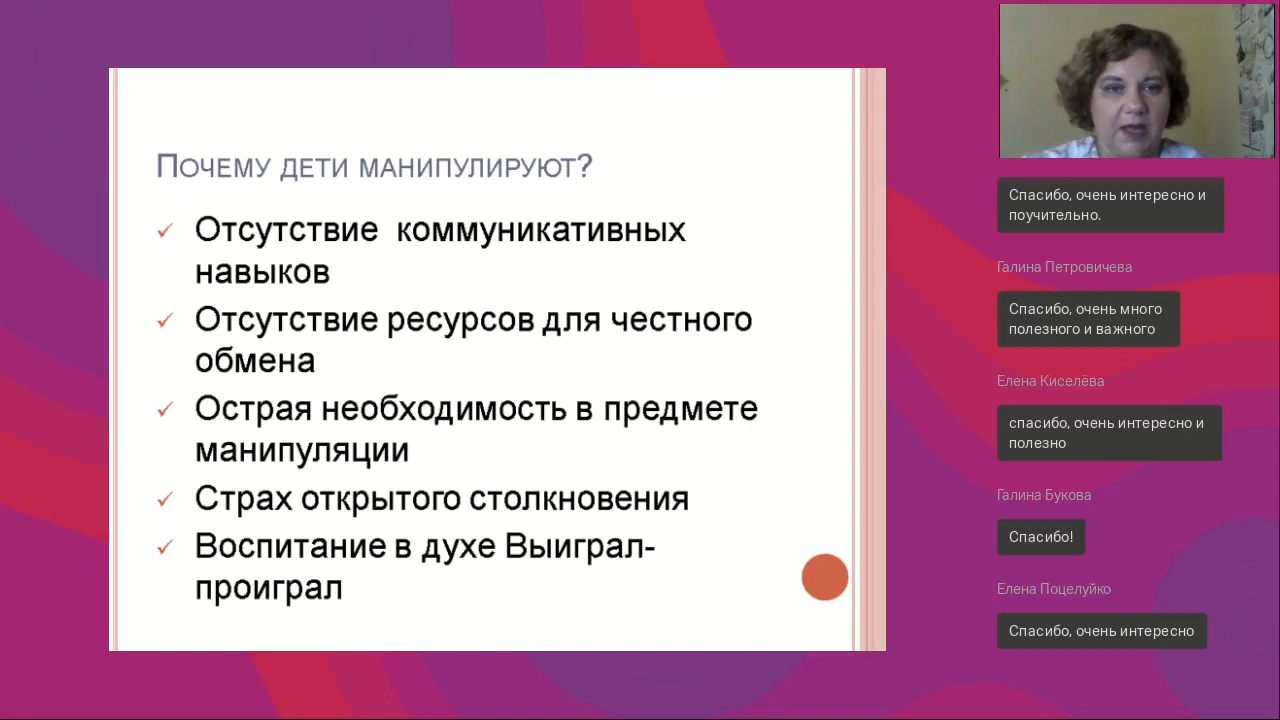 Почему дети манипулируют?
Отсутствие коммуникативных
навыков
Отсутствие ресурсов для честного
обмена
Острая необходимость в предмете
манипуляции
Страх открытого столкновения
Воспитание в духе Выиграл-
проиграл
Спасибо, очень интересно и
поучительно.
Галина Петровичева
Спасибо, очень много
полезного и важного
Елена Киселёва
спасибо, очень интересно и
полезно
Галина Букова
Спасибо!
Елена Поцелуйко
Спасибо, очень интересно